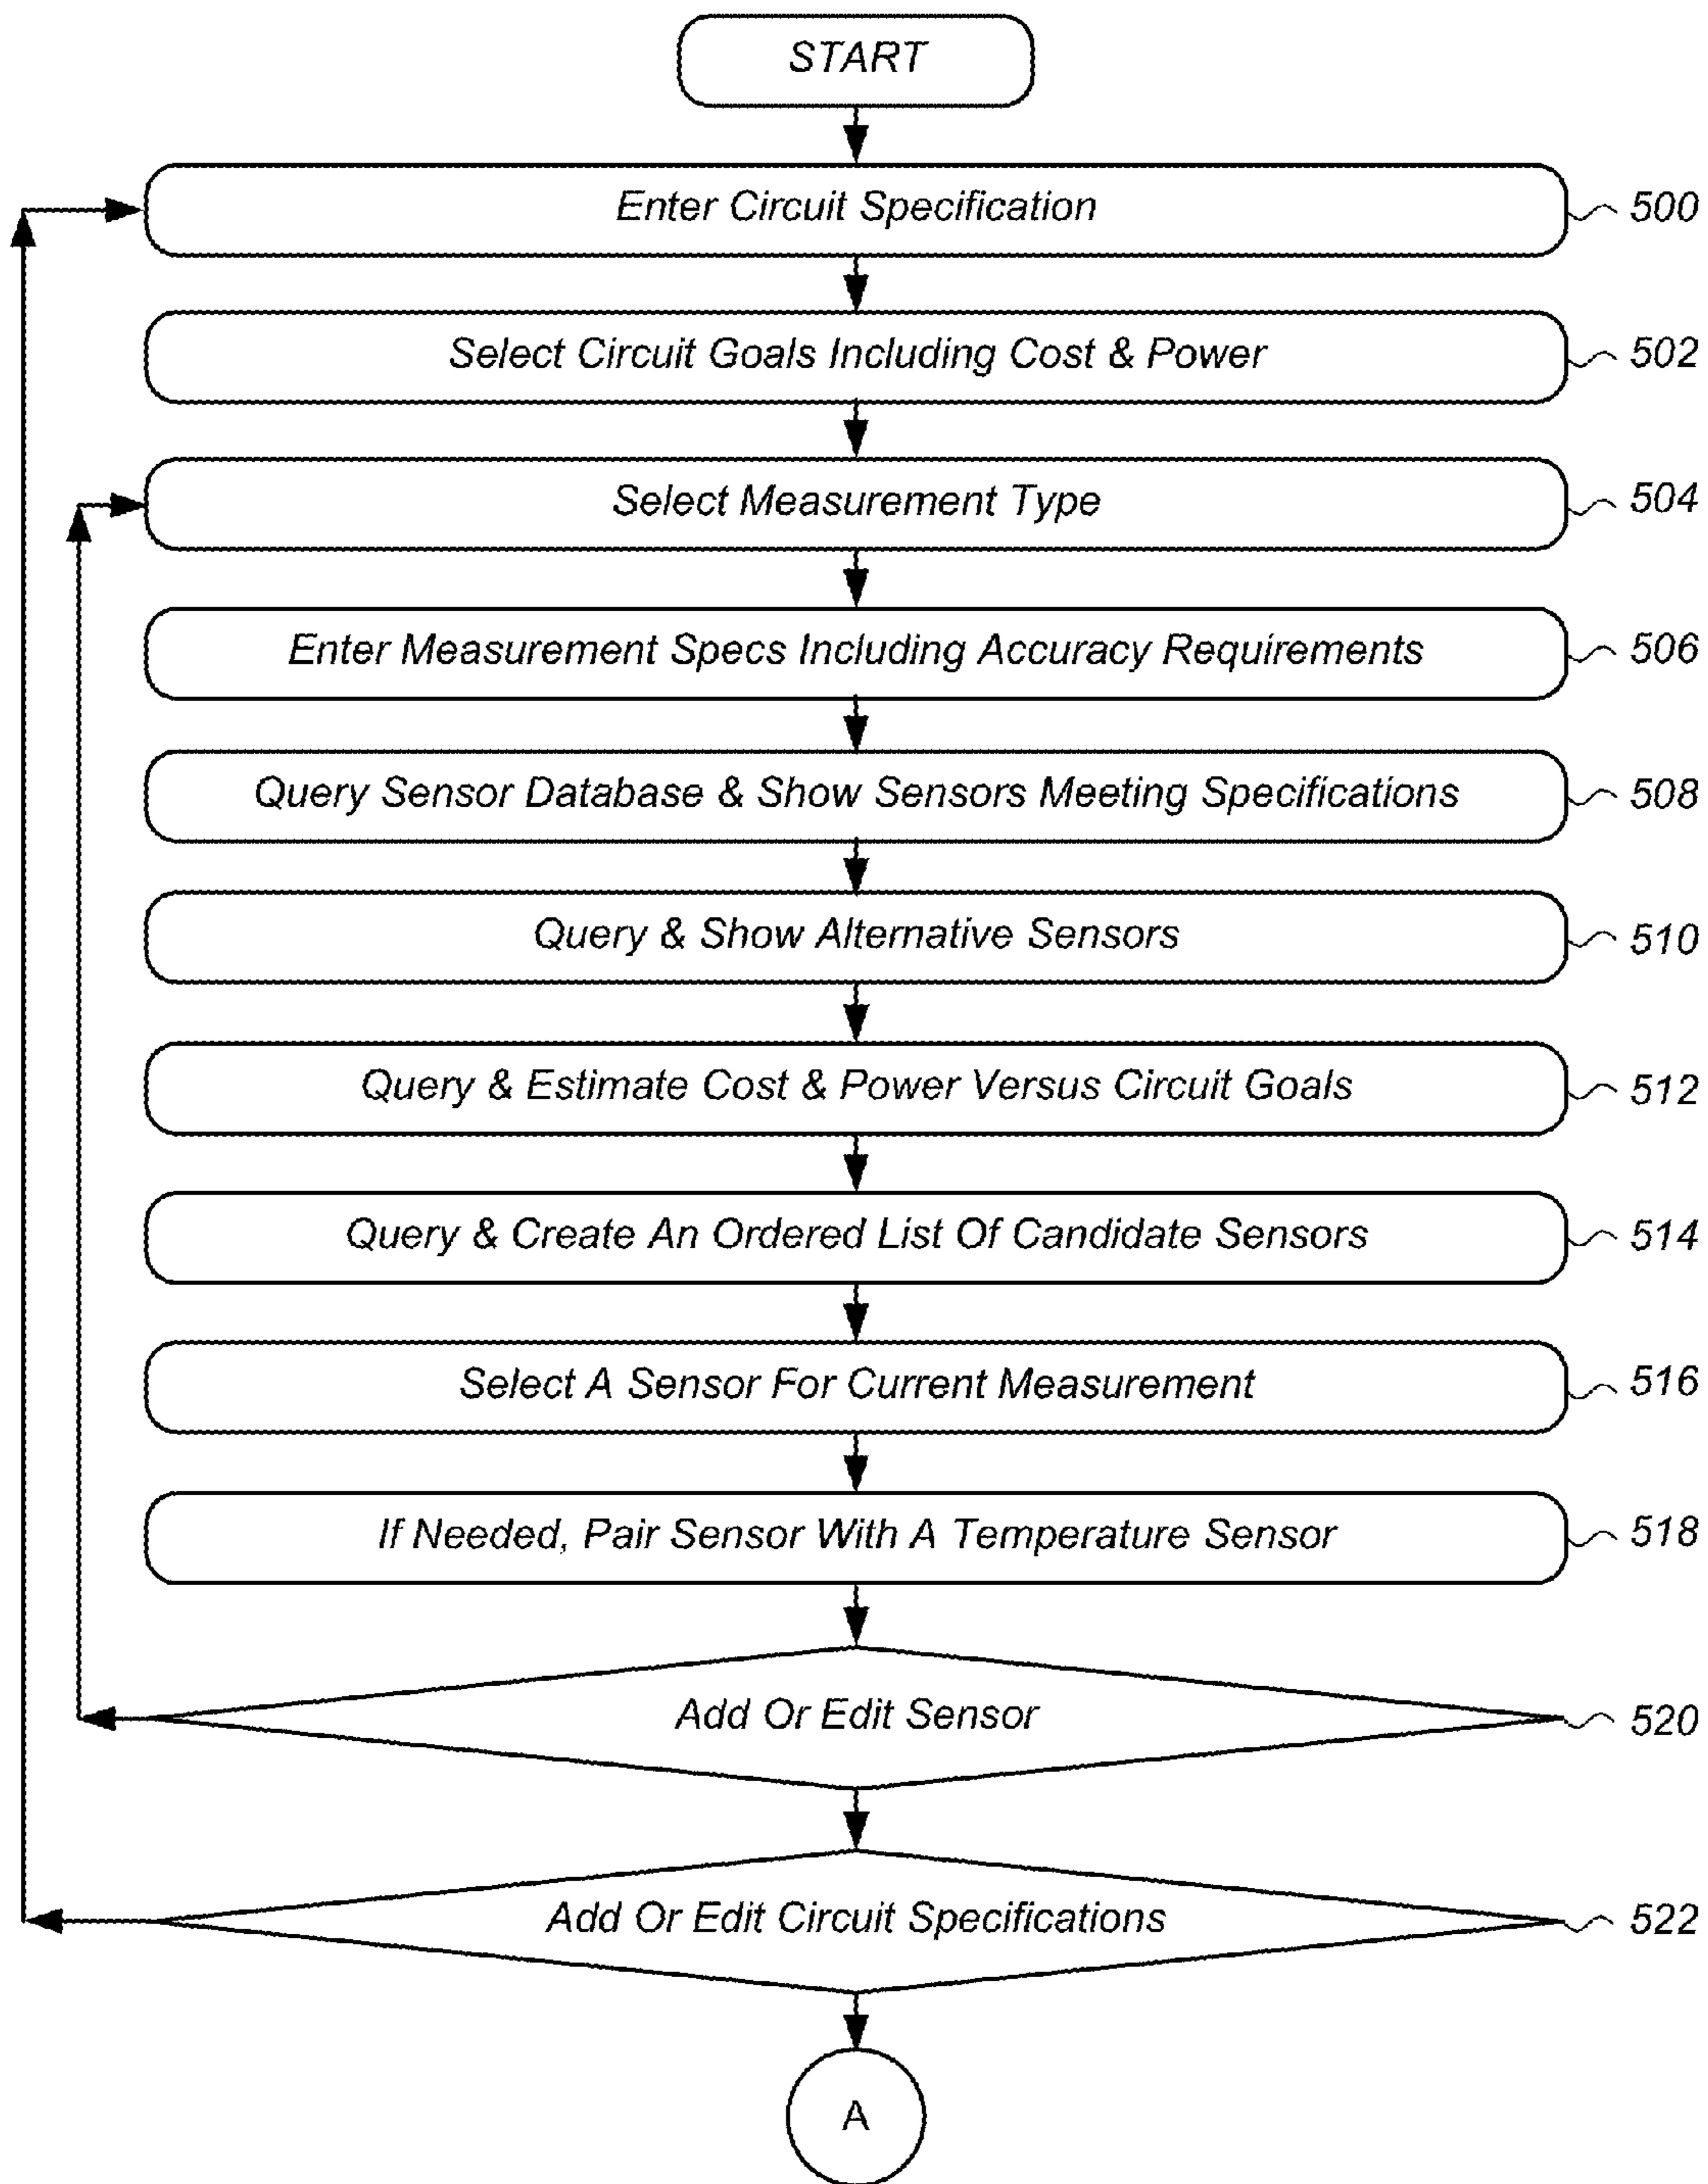 START
Enter Circuit Specification 500
Select Circuit Goals Including Cost & Power 502
Select Measurement Type 504
Enter Measurement Specs Including Accuracy Requirements 506
Query Sensor Database & Show Sensors Meeting Specifications 508
Query & Show Alternative Sensors 510
Query & Estimate Cost & Power Versus Circuit Goals 512
Query & Create An Ordered List Of Candidate Sensors 514
Select A Sensor For Current Measurement 516
If Needed, Pair Sensor With A Temperature Sensor 518
Add Or Edit Sensor 520
Add Or Edit Circuit Specifications 522
A